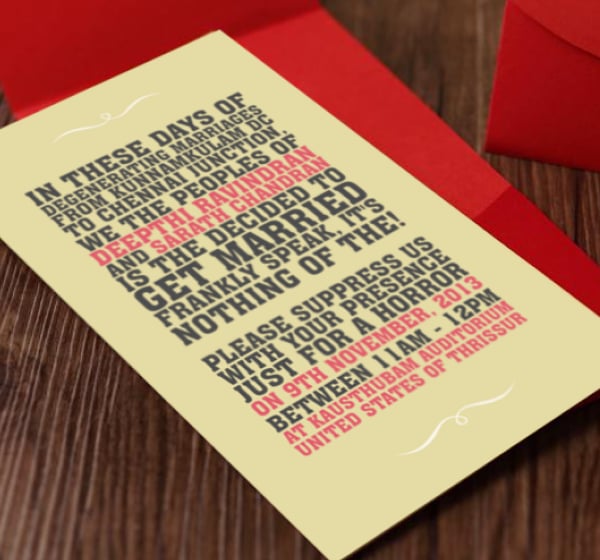 IN THESE DAYS OF
DEGENERATING MARRIAGES
FROM KUNNAMKULAM DC
TO CHENNAI JUNCTION,
WE THE PEOPLES OF
DEEPTHI RAVINDRAN
AND SARATH CHANDRAN
IS THE DECIDED TO
GET MARRIED
FRANKLY SPEAK, IT'S
NOTHING OF THE!
PLEASE SUPPRESS US
WITH YOUR PRESENCE
JUST FOR A HORROR
ON 9TH NOVEMBER, 2013
BETWEEN 11AM - 12PM
AT KAUSTHUBAM AUDITORIUM
UNITED STATES OF THRISSUR